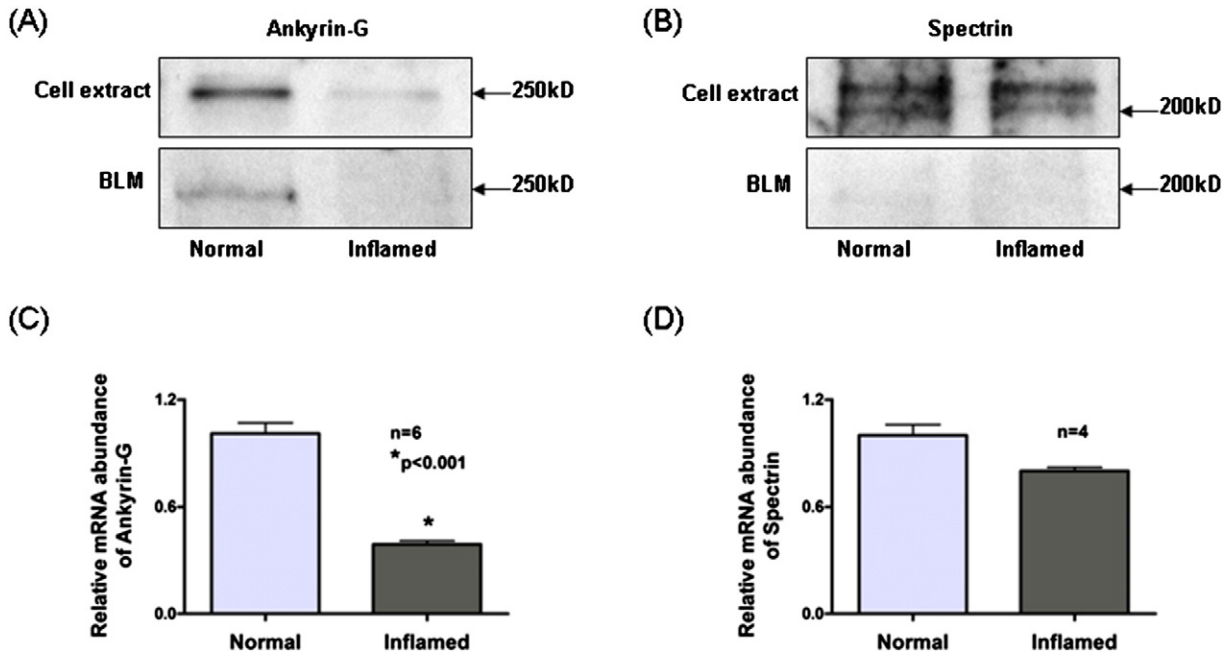 (A)
Ankyrin-G
Cell extract
250kD
BLM
250kD
Normal Inflamed
(B)
Spectrin
Cell extract
200kD
BLM
200kD
Normal Inflamed
(C)
Relative mRNA abundance
of Ankyrin-G
1.2
0.6
0.0
n=6
*p<0.001
*
Normal Inflamed
(D)
Relative mRNA abundance
of Spectrin
1.2
0.6
0.0
n=4
Normal Inflamed